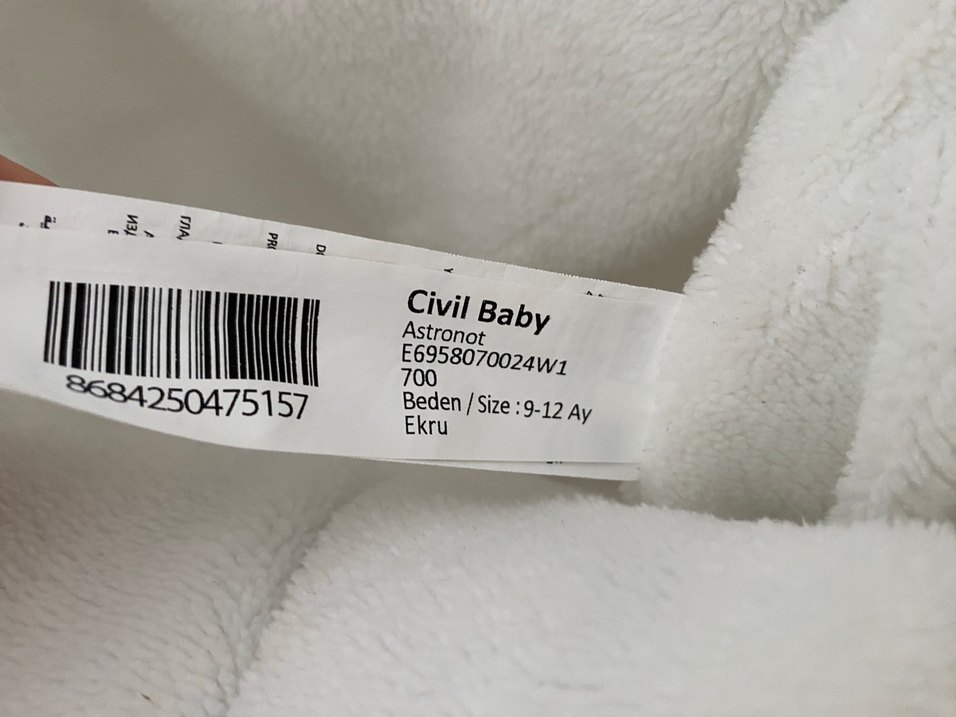 Civil Baby
Astronot
E6958070024W1
700
Beden / Size : 9-12 Ay
Ekru
8684250475157